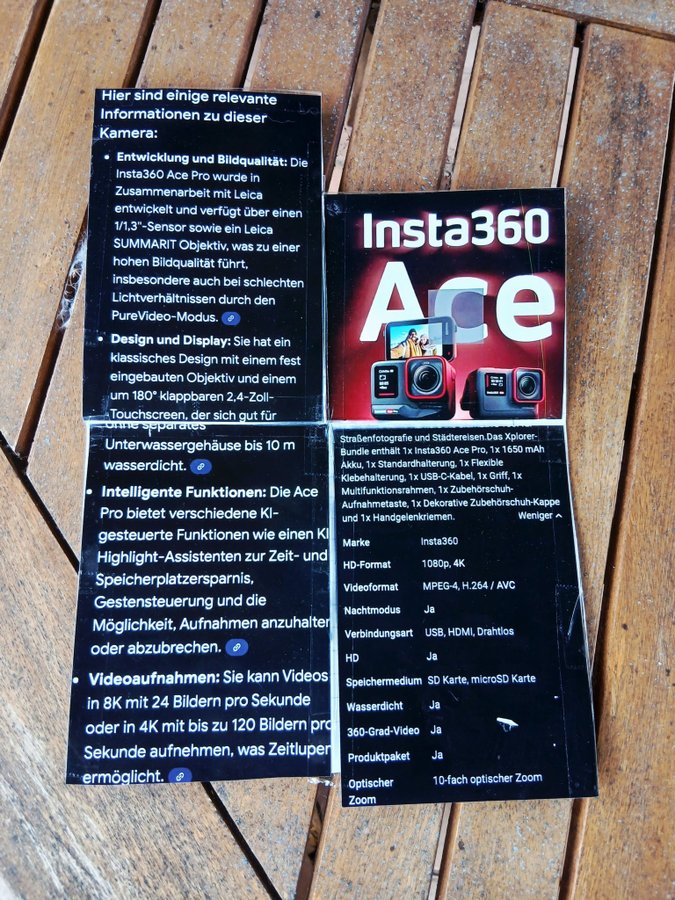 Hier sind einige relevante
Informationen zu dieser
Kamera:
• Entwicklung und Bildqualität: Die
Insta360 Ace Pro wurde in
Zusammenarbeit mit Leica
entwickelt und verfügt über einen
1/1,3"-Sensor sowie ein Leica
SUMMARIT Objektiv, was zu einer
hohen Bildqualität führt,
insbesondere auch bei schlechten
Lichtverhältnissen durch den
PureVideo-Modus.
• Design und Display: Sie hat ein
klassisches Design mit einem fest
eingebauten Objektiv und einem
um 180° klappbaren 2,4-Zoll-
Touchscreen, der sich gut für
ohne separates
Unterwassergehäuse bis 10 m
wasserdicht.
• Intelligente Funktionen: Die Ace
Pro bietet verschiedene KI-
gesteuerte Funktionen wie einen KI
Highlight-Assistenten zur Zeit- und
Speicherplatzersparnis,
Gestensteuerung und die
Möglichkeit, Aufnahmen anzuhalten
oder abzubrechen.
• Videoaufnahmen: Sie kann Videos
in 8K mit 24 Bildern pro Sekunde
oder in 4K mit bis zu 120 Bildern pro
Sekunde aufnehmen, was Zeitlupen
ermöglicht.
Insta360
Ace
Straßenfotografie und Städtereisen.Das Xplorer-
Bundle enthält 1x Insta360 Ace Pro, 1x 1650 mAh
Akku, 1x Standardhalterung, 1x Flexible
Klebehalterung, 1x USB-C-Kabel, 1x Griff, 1x
Multifunktionsrahmen, 1x Zubehörschuh-
Aufnahmetaste, 1x Dekorative Zubehörschuh-Kappe
und 1x Handgelenkriemen. Weniger
Marke Insta360
HD-Format 1080p, 4K
Videoformat MPEG-4, H.264 / AVC
Nachtmodus Ja
Verbindungsart USB, HDMI, Drahtlos
HD Ja
Speichermedium SD Karte, microSD Karte
Wasserdicht Ja
360-Grad-Video Ja
Produktpaket Ja
Optischer 10-fach optischer Zoom
Zoom